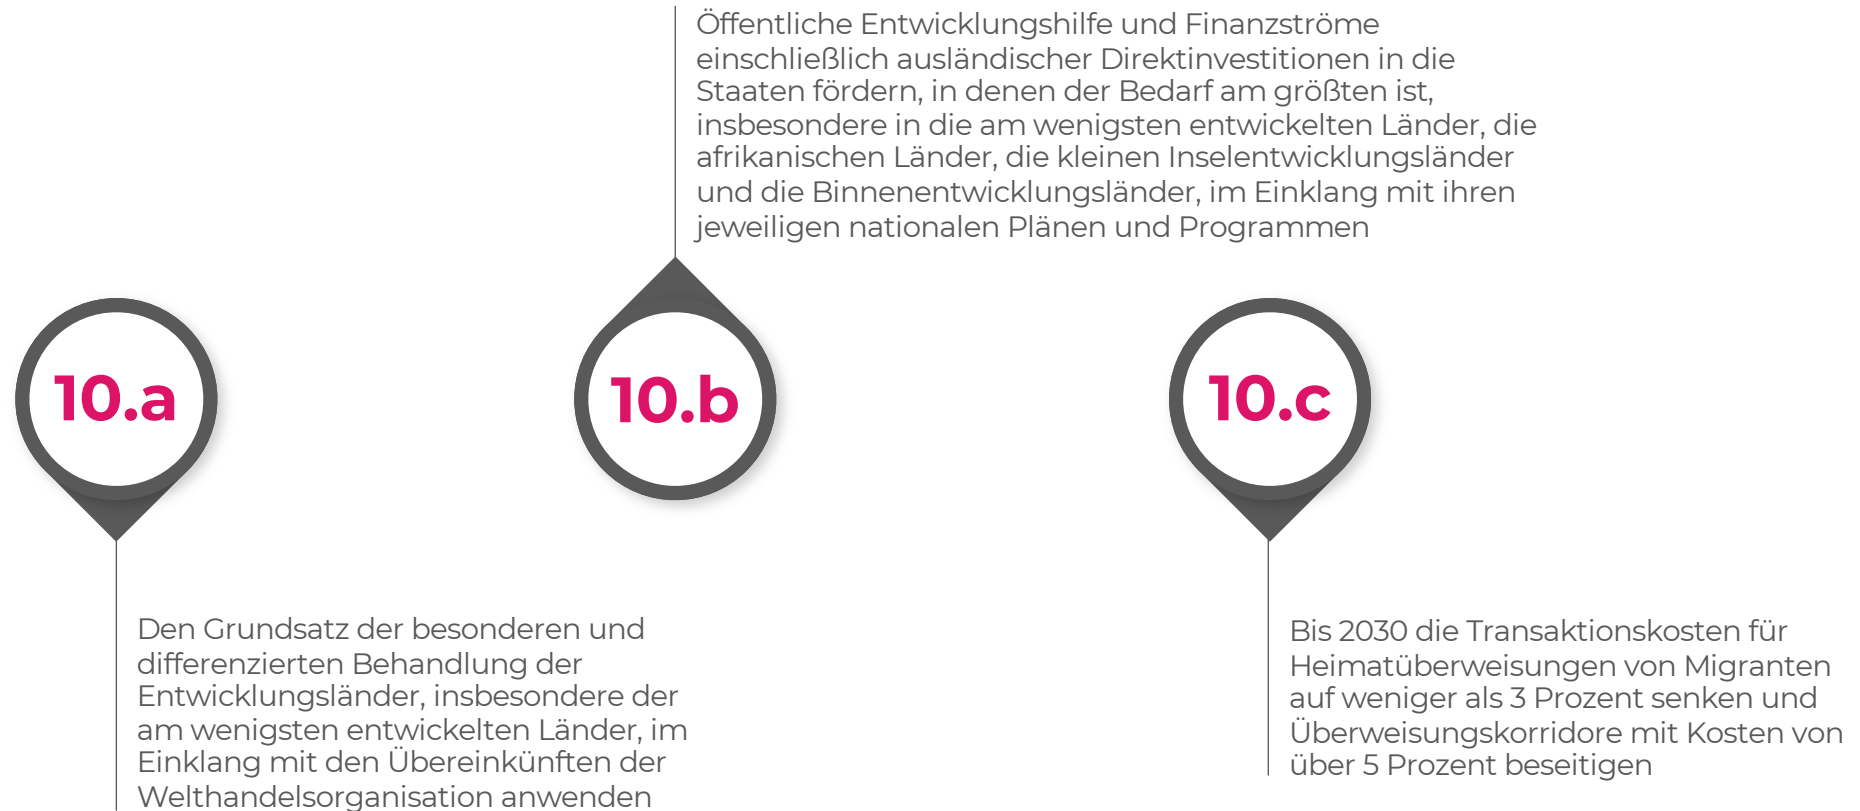 Öffentliche Entwicklungshilfe und Finanzströme
einschließlich ausländischer Direktinvestitionen in die
Staaten fördern, in denen der Bedarf am größten ist,
insbesondere in die am wenigsten entwickelten Länder, die
afrikanischen Länder, die kleinen Inselentwicklungsländer
und die Binnenentwicklungsländer, im Einklang mit ihren
jeweiligen nationalen Plänen und Programmen
10.a
10.b
10.c
Den Grundsatz der besonderen und
differenzierten Behandlung der
Entwicklungsländer, insbesondere der
am wenigsten entwickelten Länder, im
Einklang mit den Übereinkünften der
Welthandelsorganisation anwenden
Bis 2030 die Transaktionskosten für
Heimatüberweisungen von Migranten
auf weniger als 3 Prozent senken und
Überweisungskorridore mit Kosten von
über 5 Prozent beseitigen